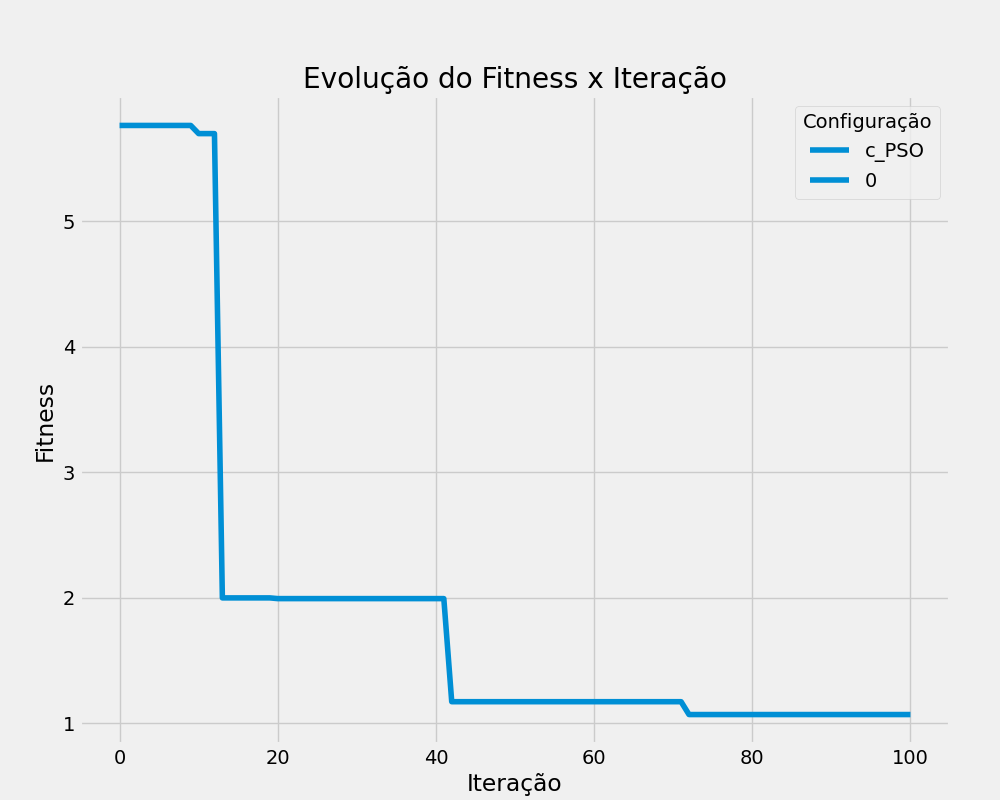 Evolução do Fitness x Iteração
Configuração
c_PSO
0
5
4
3
2
1
Fitness
0 20 40 60 80 100
Iteração